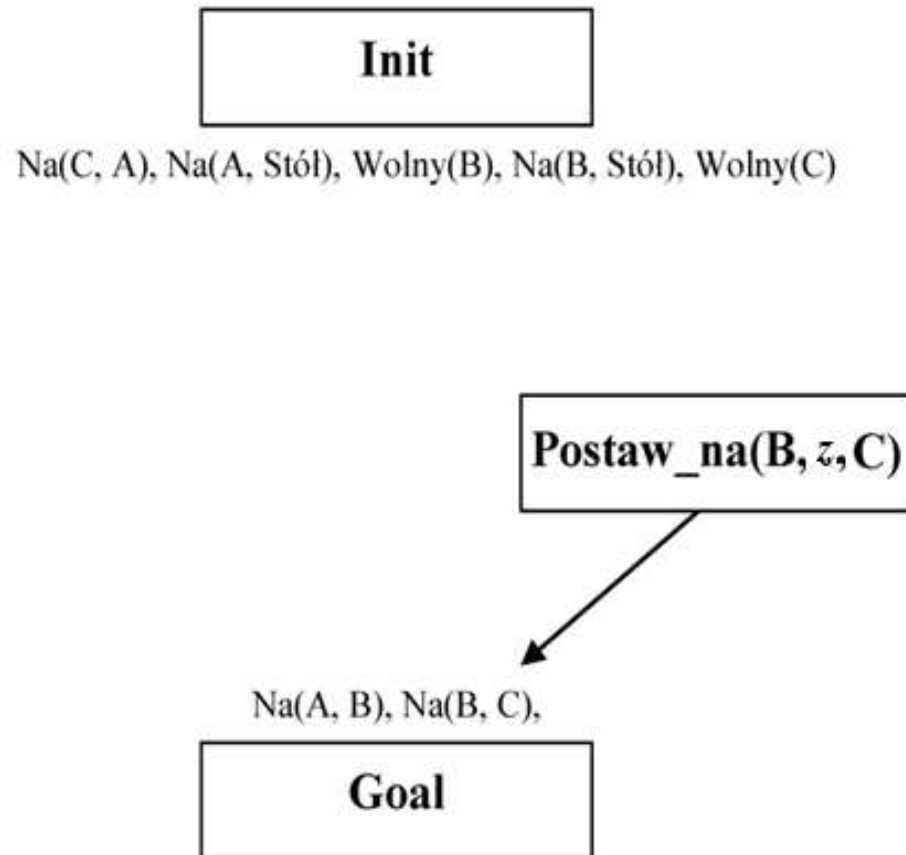 Init
Na(C, A), Na(A, Stół), Wolny(B), Na(B, Stół), Wolny(C)
Postaw_na(B, z, C)
Na(A, B), Na(B, C),
Goal